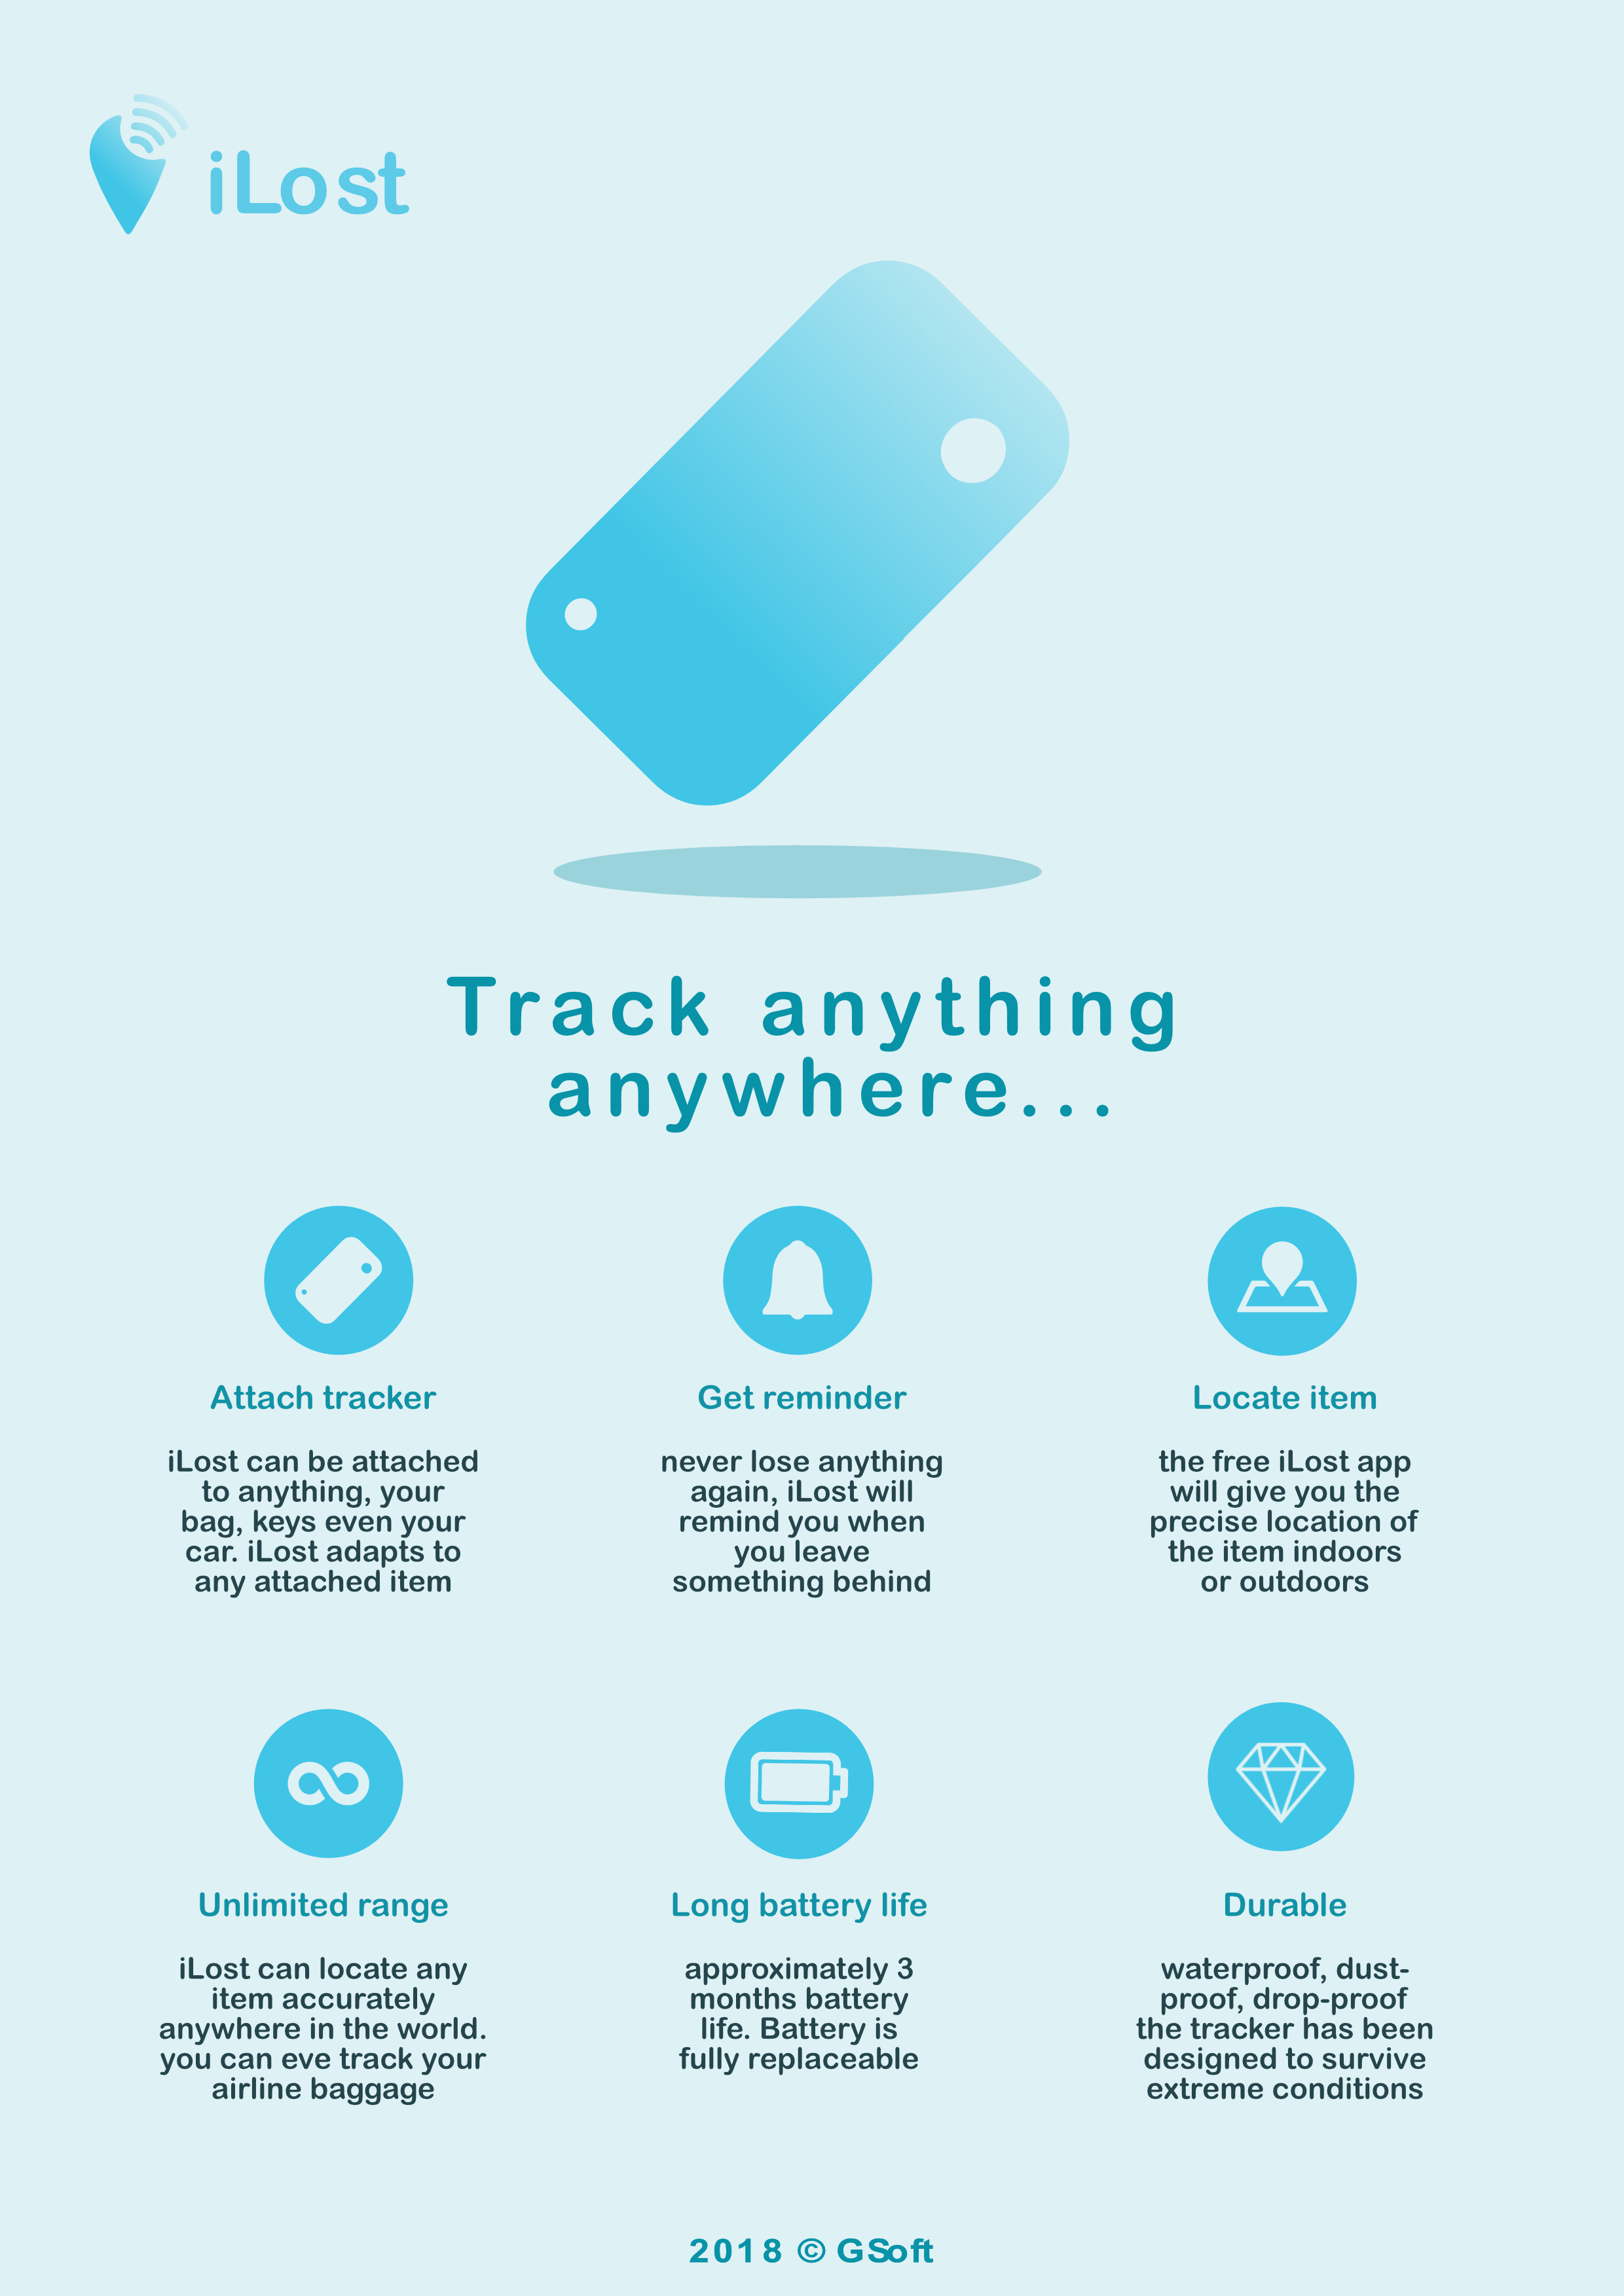 iLost
Track anything
anywhere...
Attach tracker
iLost can be attached
to anything, your
bag, keys even your
car. iLost adapts to
any attached item
Get reminder
never lose anything
again, iLost will
remind you when
you leave
something behind
Locate item
the free iLost app
will give you the
precise location of
the item indoors
or outdoors
Unlimited range
iLost can locate any
item accurately
anywhere in the world.
you can eve track your
airline baggage
Long battery life
approximately 3
months battery
life. Battery is
fully replaceable
Durable
waterproof, dust-
proof, drop-proof
the tracker has been
designed to survive
extreme conditions
2018 © GSoft